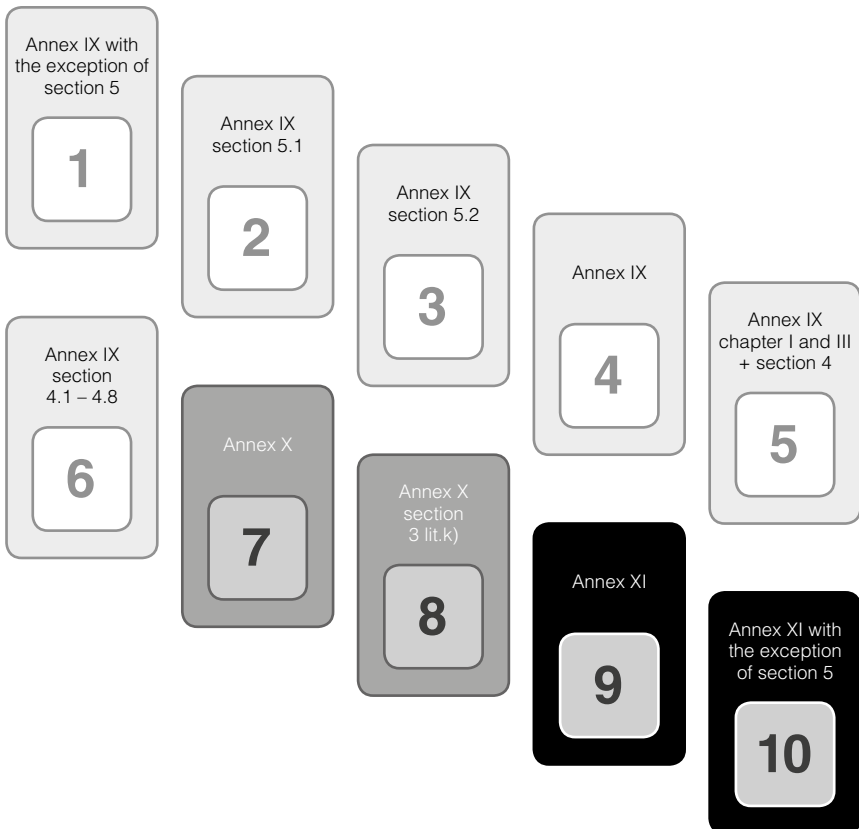 Annex IX with
the exception of
section 5
1
Annex IX
section 5.1
2
Annex IX
section 5.2
3
Annex IX
4
Annex IX
chapter I and III
+ section 4
5
Annex IX
section
4.1 – 4.8
6
Annex X
7
Annex X
section
3 lit.k)
8
Annex XI
9
Annex XI with
the exception
of section 5
10